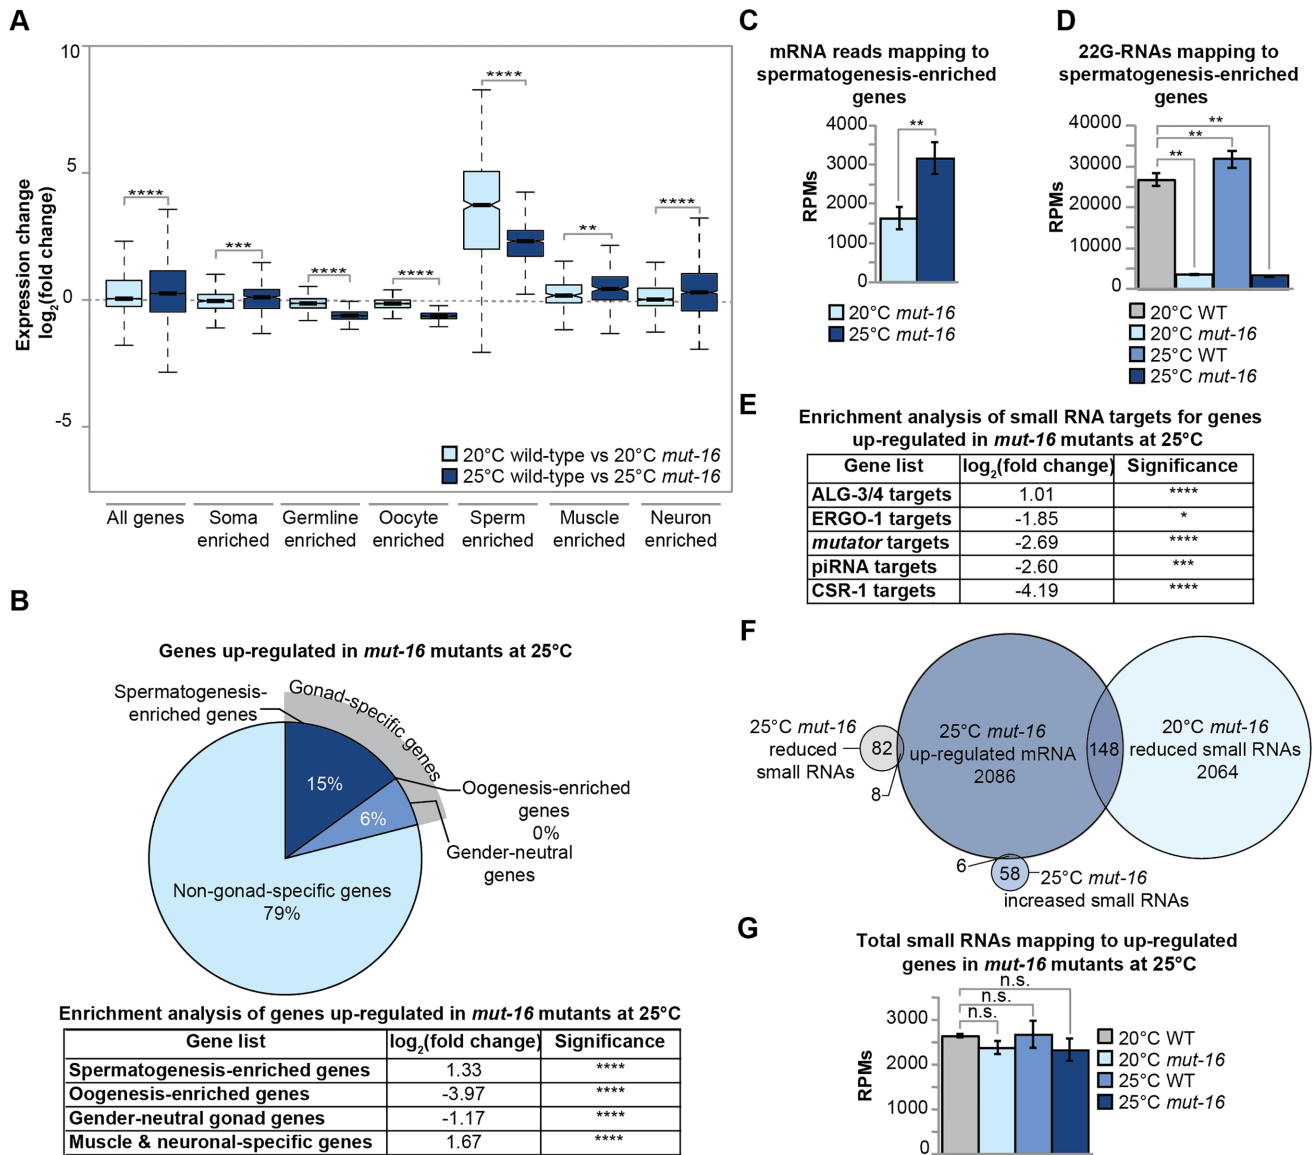 A
10
5
0
-5
Expression change
log2(fold change)
****
***
****
****
****
**
****
20°C wild-type vs 20°C mut-16
25°C wild-type vs 25°C mut-16
All genes
Soma
enriched
Germline
enriched
Oocyte
enriched
Sperm
enriched
Muscle
enriched
Neuron
enriched
B
Genes up-regulated in mut-16 mutants at 25°C
Spermatogenesis-
enriched genes
Gonad-specific genes
15%
6%
Oogenesis-enriched
genes
0%
Gender-neutral
genes
Non-gonad-specific genes
79%
Enrichment analysis of genes up-regulated in mut-16 mutants at 25°C
Gene list log2(fold change) Significance
Spermatogenesis-enriched genes 1.33 ****
Oogenesis-enriched genes -3.97 ****
Gender-neutral gonad genes -1.17 ****
Muscle & neuronal-specific genes 1.67 ****
C
mRNA reads mapping to
spermatogenesis-enriched
genes
4000
3000
2000
1000
0
RPMs
**
20°C mut-16
25°C mut-16
D
22G-RNAs mapping to
spermatogenesis-enriched
genes
40000
30000
20000
10000
0
RPMs
**
**
**
20°C WT
20°C mut-16
25°C WT
25°C mut-16
E
Enrichment analysis of small RNA targets for genes
up-regulated in mut-16 mutants at 25°C
Gene list log2(fold change) Significance
ALG-3/4 targets 1.01 ****
ERGO-1 targets -1.85 *
mutator targets -2.69 ****
piRNA targets -2.60 ***
CSR-1 targets -4.19 ****
F
25°C mut-16
reduced
small RNAs
82
8
25°C mut-16
up-regulated mRNA
2086
148
20°C mut-16
reduced small RNAs
2064
6
58
25°C mut-16
increased small RNAs
G
Total small RNAs mapping to up-regulated
genes in mut-16 mutants at 25°C
n.s.
n.s.
n.s.
3000
2000
1000
0
RPMs
20°C WT
20°C mut-16
25°C WT
25°C mut-16